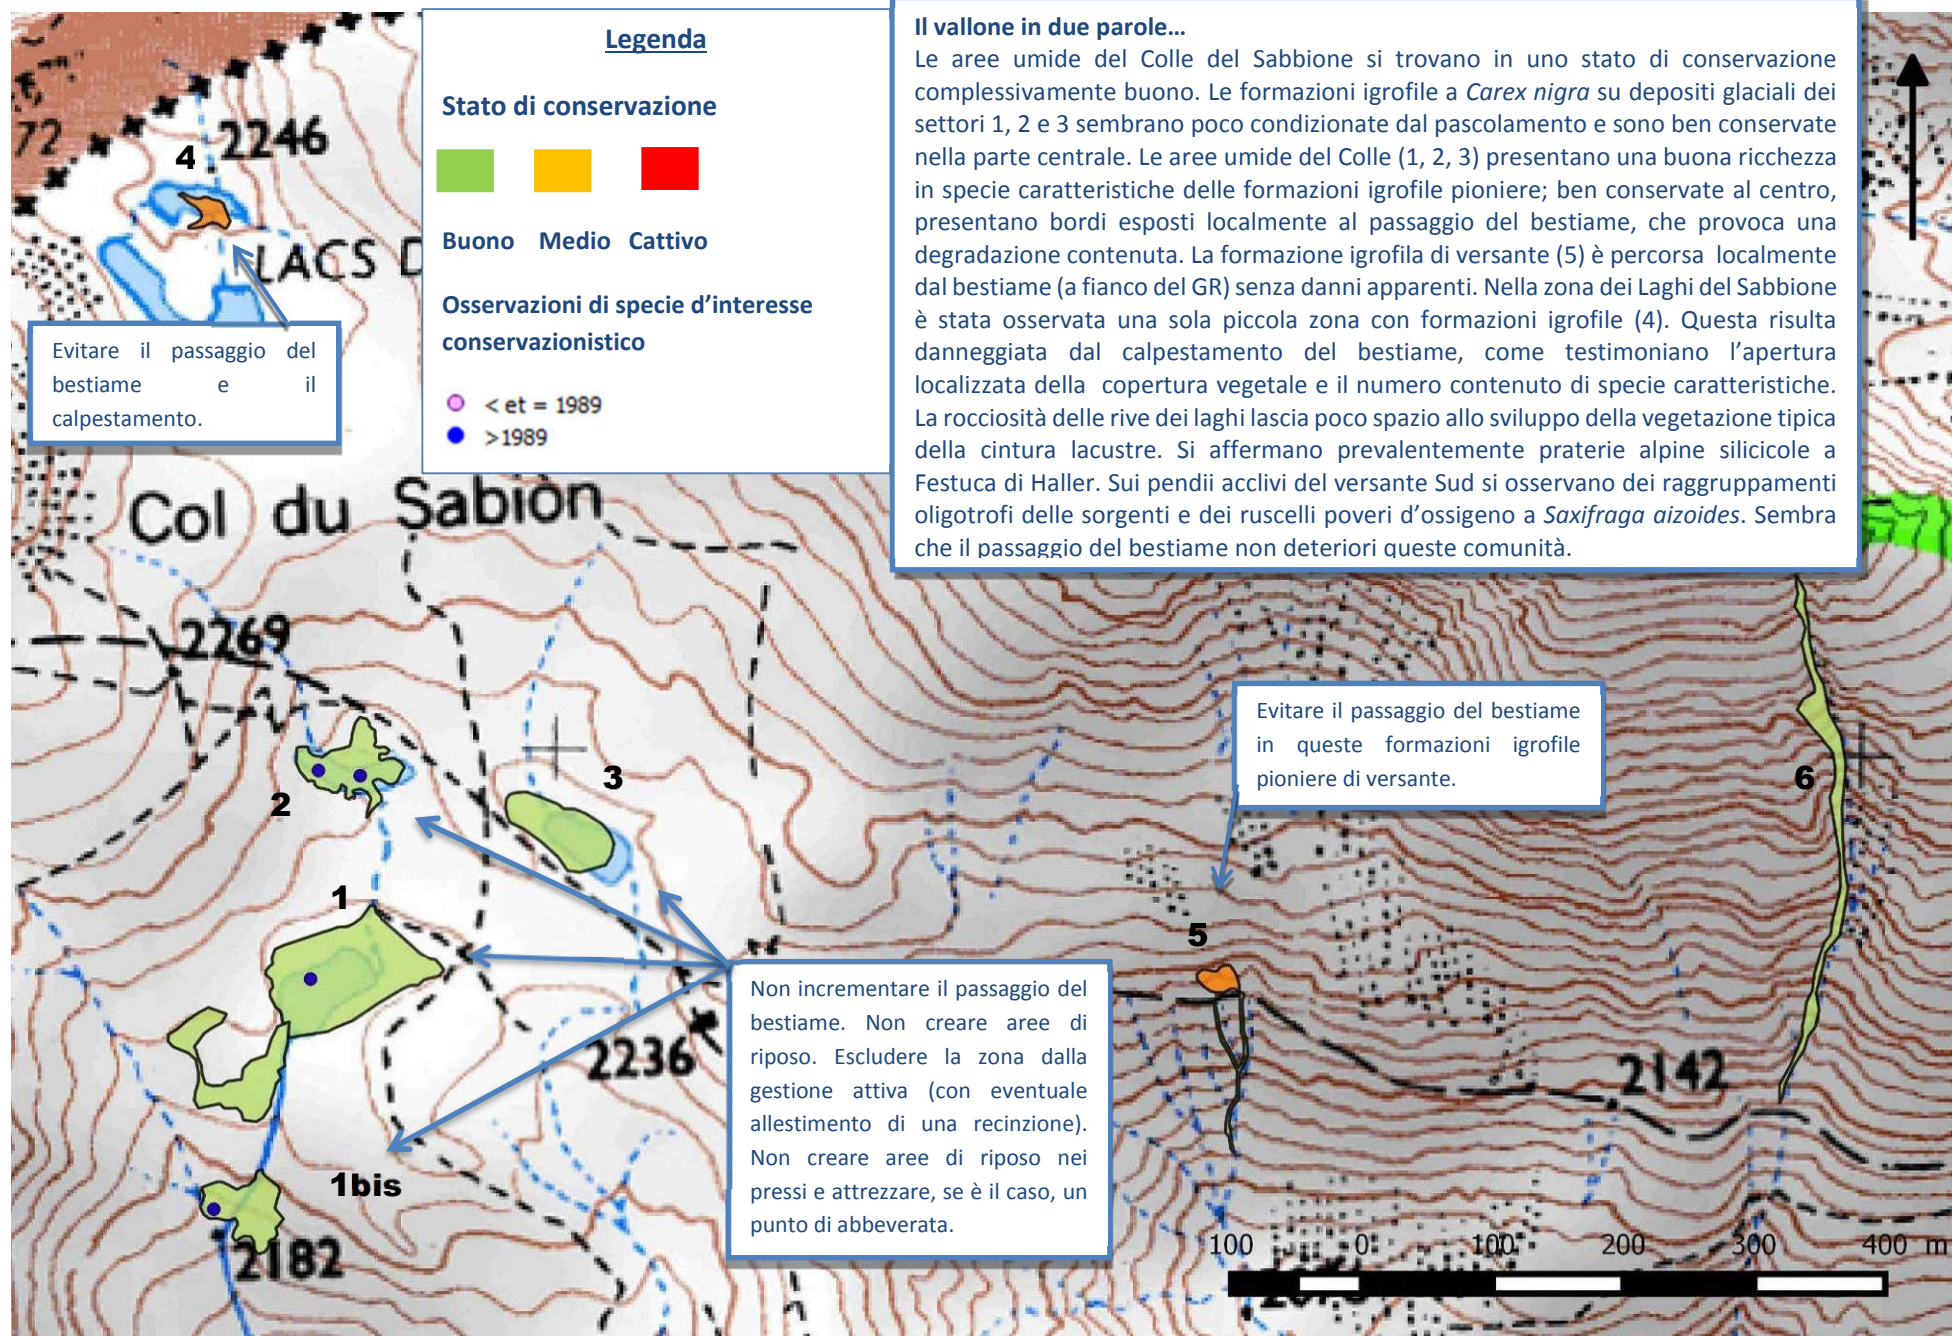 Legenda
Stato di conservazione
Buono Medio Cattivo
Osservazioni di specie d'interesse
conservazionistico
< et = 1989
>1989
Il vallone in due parole…
Le aree umide del Colle del Sabbione si trovano in uno stato di conservazione
complessivamente buono. Le formazioni igrofile a Carex nigra su depositi glaciali dei
settori 1, 2 e 3 sembrano poco condizionate dal pascolamento e sono ben conservate
nella parte centrale. Le aree umide del Colle (1, 2, 3) presentano una buona ricchezza
in specie caratteristiche delle formazioni igrofile pioniere; ben conservate al centro,
presentano bordi esposti localmente al passaggio del bestiame, che provoca una
degradazione contenuta. La formazione igrofila di versante (5) è percorsa localmente
dal bestiame (a fianco del GR) senza danni apparenti. Nella zona dei Laghi del Sabbione
è stata osservata una sola piccola zona con formazioni igrofile (4). Questa risulta
danneggiata dal calpestamento del bestiame, come testimoniano l'apertura
localizzata della copertura vegetale e il numero contenuto di specie caratteristiche.
La rocciosità delle rive dei laghi lascia poco spazio allo sviluppo della vegetazione tipica
della cintura lacustre. Si affermano prevalentemente praterie alpine silicicole a
Festuca di Haller. Sui pendii acclivi del versante Sud si osservano dei raggruppamenti
oligotrofi delle sorgenti e dei ruscelli poveri d'ossigeno a Saxifraga aizoides. Sembra
che il passaggio del bestiame non deteriori queste comunità.
72
4
2246
LACS D
Evitare il passaggio del
bestiame e il
calpestamento.
Col du Sabion
2269
2
3
1
Evitare il passaggio del bestiame
in queste formazioni igrofile
pioniere di versante.
6
5
Non incrementare il passaggio del
bestiame. Non creare aree di
riposo. Escludere la zona dalla
gestione attiva (con eventuale
allestimento di una recinzione).
Non creare aree di riposo nei
pressi e attrezzare, se è il caso, un
punto di abbeverata.
2236
2142
1bis
2182
100 0 100 200 300 400 m